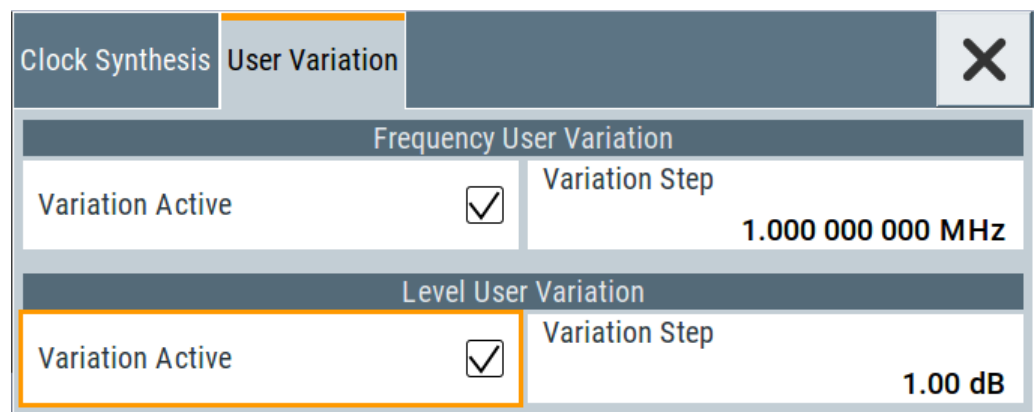 Clock Synthesis User Variation
Frequency User Variation
Variation Active
Variation Step
1.000 000 000 MHz
Level User Variation
Variation Active
Variation Step
1.00 dB